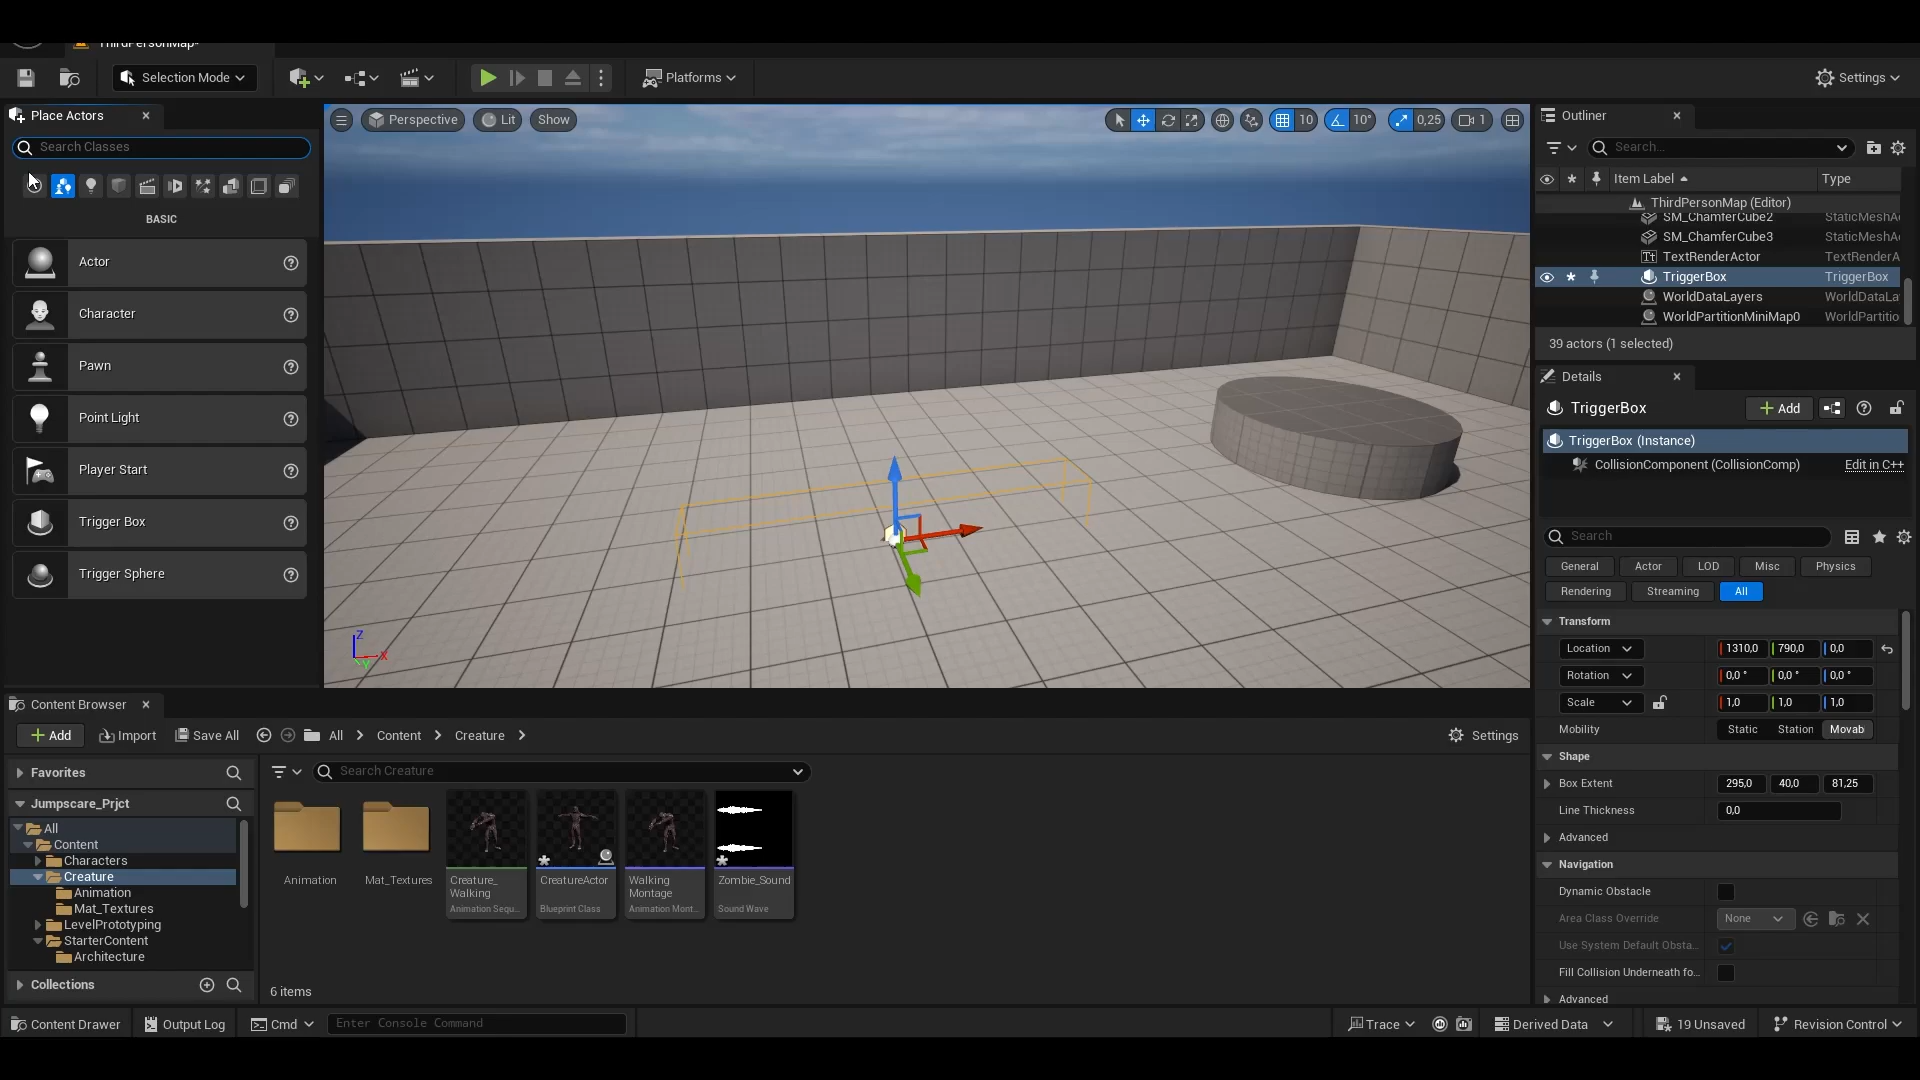 ThirdPersonMap*
Selection Mode
Platforms
Settings
Place Actors
Search Classes
BASIC
Actor
Character
Pawn
Point Light
Player Start
Trigger Box
Trigger Sphere
Perspective
Lit
Show
10
10°
0,25
1
Z
X
Y
Outliner
Search...
Item Label
Type
ThirdPersonMap (Editor)
SM_ChamferCube2 StaticMeshA
SM_ChamferCube3 StaticMeshA
TextRenderActor TextRenderA
TriggerBox TriggerBox
WorldDataLayers WorldDataLa
WorldPartitionMiniMap0 WorldPartitio
39 actors (1 selected)
Details
TriggerBox
Add
TriggerBox (Instance)
CollisionComponent (CollisionComp) Edit in C++
Search
General Actor LOD Misc Physics
Rendering Streaming All
Transform
Location 1310,0 790,0 0,0
Rotation 0,0 ° 0,0 ° 0,0 °
Scale 1,0 1,0 1,0
Mobility Static Station Movab
Shape
Box Extent 295,0 40,0 81,25
Line Thickness 0,0
Advanced
Navigation
Dynamic Obstacle
Area Class Override None
Use System Default Obsta...
Fill Collision Underneath fo...
Advanced
Content Browser
Add Import Save All All Content Creature Settings
Favorites
Search Creature
Jumpscare_Prjct
All
Content
Characters
Creature
Animation
Mat_Textures
LevelPrototyping
StarterContent
Architecture
Collections
Animation
Mat_Textures
Creature_
Walking
Animation Sequ...
CreatureActor
Blueprint Class
Walking
Montage
Animation Mont...
Zombie_Sound
Sound Wave
6 items
Content Drawer Output Log Cmd Enter Console Command Trace Derived Data 19 Unsaved Revision Control